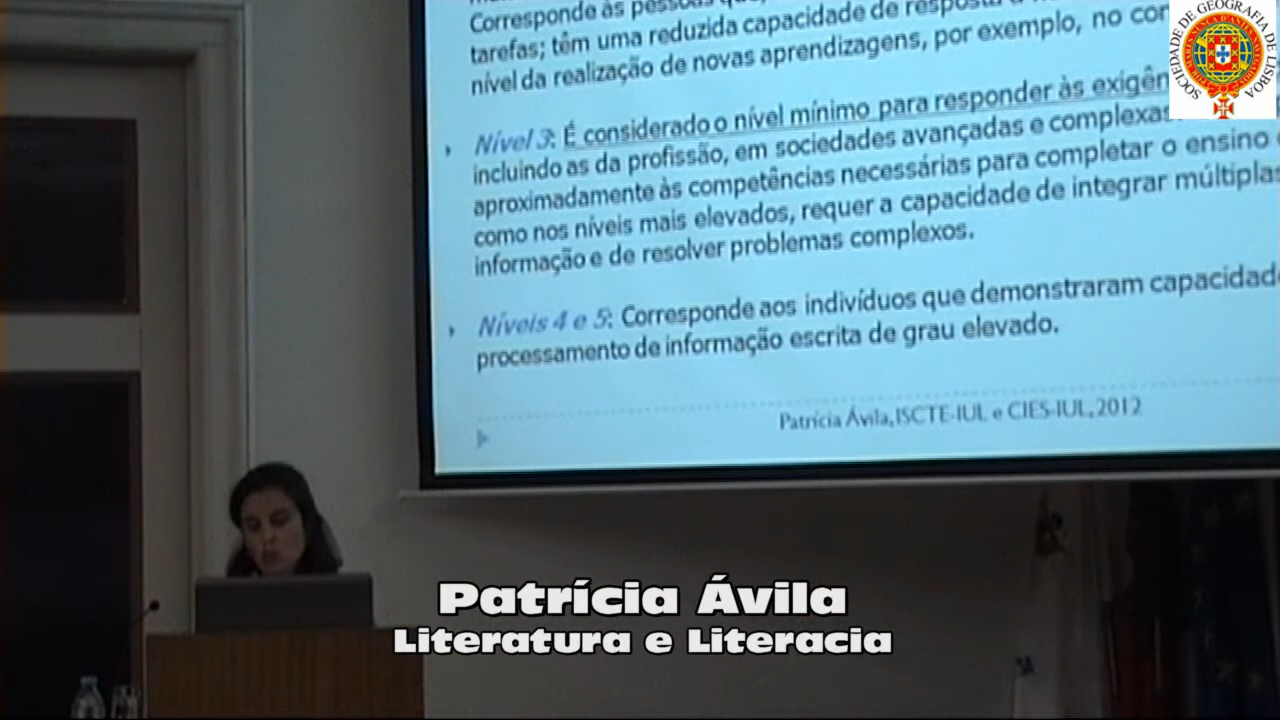 Corresponde às pessoas que,
tarefas; têm uma reduzida capacidade de resposta a
nível da realização de novas aprendizagens, por exemplo, no
Nível 3: É considerado o nível mínimo para responder às
incluindo as da profissão, em sociedades avançadas e complexas.
aproximadamente às competências necessárias para completar o ensino
como nos níveis mais elevados, requer a capacidade de integrar múltiplas
informação e de resolver problemas complexos.
Níveis 4 e 5: Corresponde aos indivíduos que demonstraram
processamento de informação escrita de grau elevado.
Patrícia Ávila, ISCTE-IUL e CIES-IUL, 2012
SOCIEDADE DE GEOGRAFIA DE LISBOA
Patrícia Ávila
Literatura e Literacia